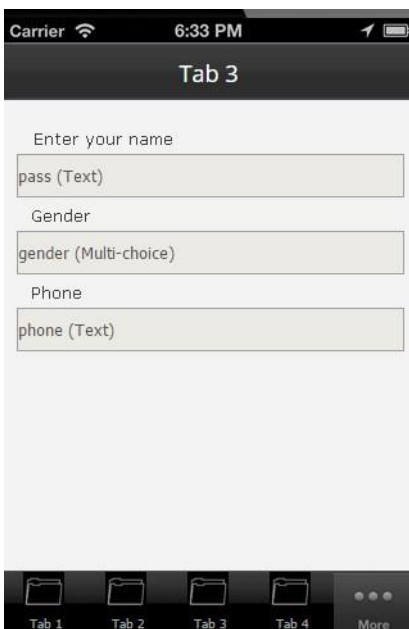 Carrier 6:33 PM
Tab 3
Enter your name
pass (Text)
Gender
gender (Multi-choice)
Phone
phone (Text)
Tab 1 Tab 2 Tab 3 Tab 4 More